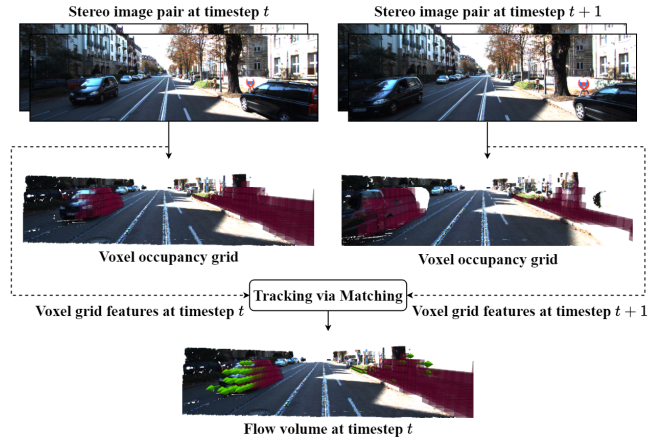 Stereo image pair at timestep t
Stereo image pair at timestep t + 1
Voxel occupancy grid
Voxel occupancy grid
Tracking via Matching
Voxel grid features at timestep t
Voxel grid features at timestep t + 1
Flow volume at timestep t